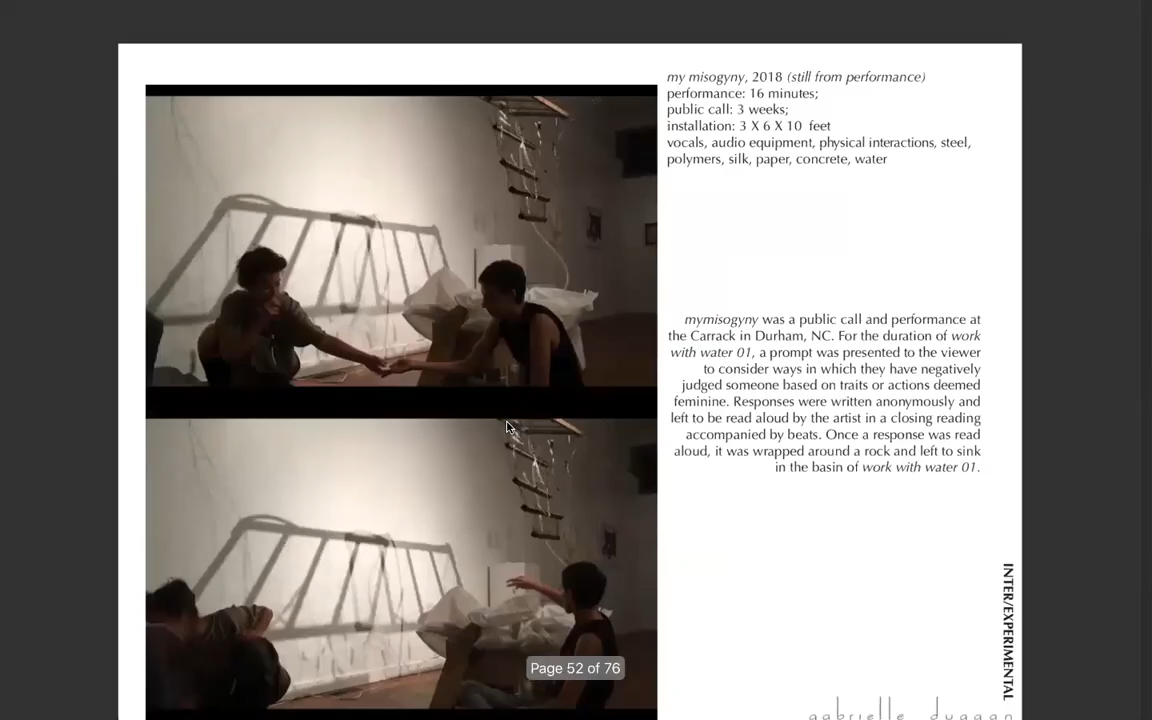 my misogyny, 2018 (still from performance)
performance: 16 minutes;
public call: 3 weeks;
installation: 3 X 6 X 10 feet
vocals, audio equipment, physical interactions, steel,
polymers, silk, paper, concrete, water
mymisogyny was a public call and performance at
the Carrack in Durham, NC. For the duration of work
with water 01, a prompt was presented to the viewer
to consider ways in which they have negatively
judged someone based on traits or actions deemed
feminine. Responses were written anonymously and
left to be read aloud by the artist in a closing reading
accompanied by beats. Once a response was read
aloud, it was wrapped around a rock and left to sink
in the basin of work with water 01.
INTER/EXPERIMENTAL
gabrielle duggan
Page 52 of 76